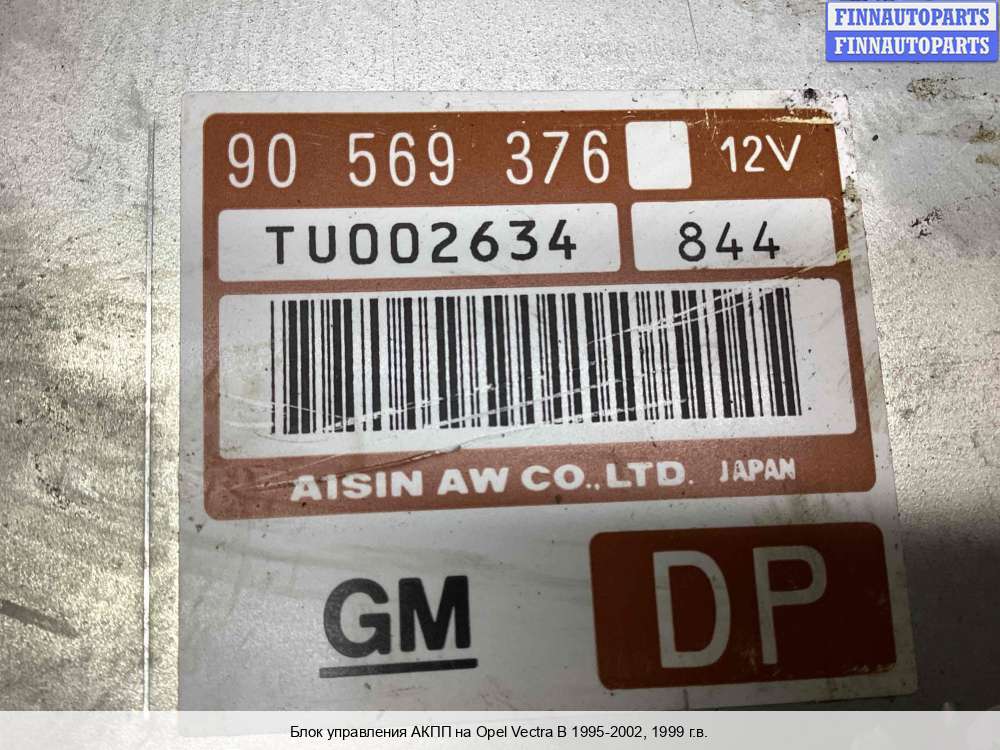 FINNAUTOPARTS
FINNAUTOPARTS
90 569 376 12V
TU002634 844
AISIN AW CO., LTD. JAPAN
GM DP
Блок управления АКПП на Opel Vectra B 1995-2002, 1999 г.в.